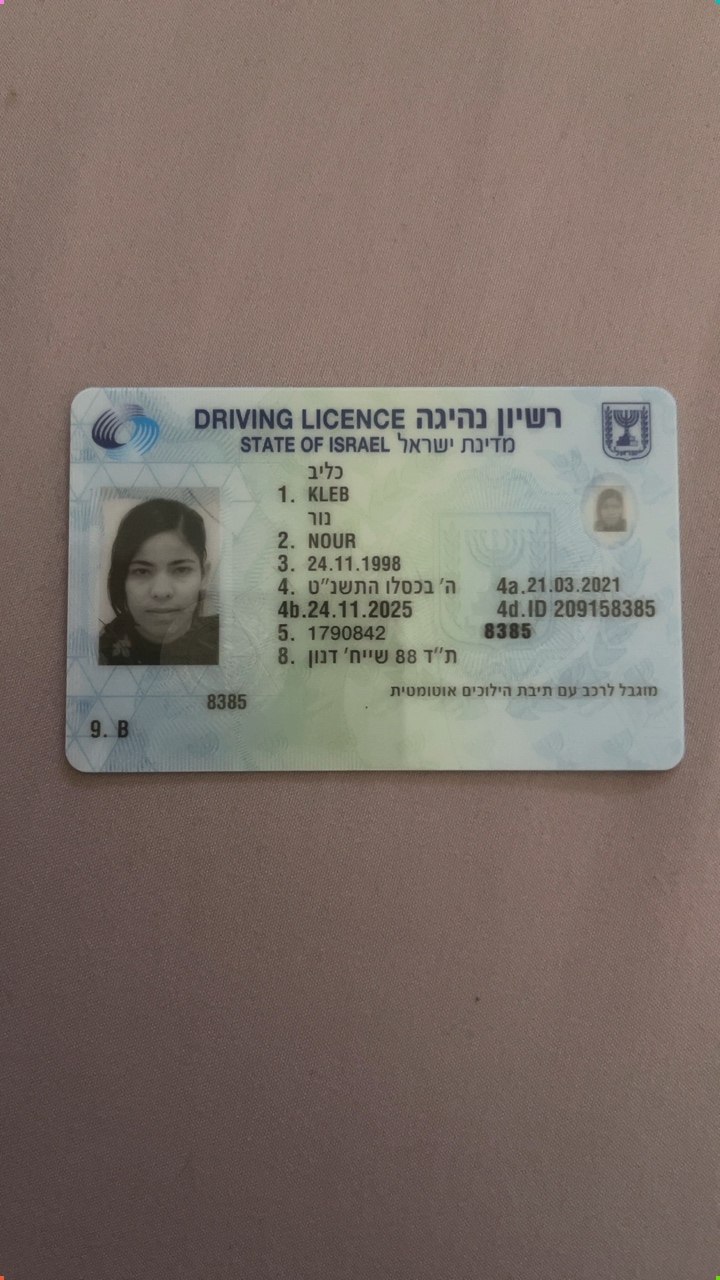 DRIVING LICENCE רשיון נהיגה
STATE OF ISRAEL מדינת ישראל
כליב
1. KLEB
נור
2. NOUR
3. 24.11.1998
4. ה' בכסלו התשנ"ט 4a.21.03.2021
4b.24.11.2025 4d.ID 209158385
5. 1790842 8385
8. ת"ד 88 שייח' דנון
מוגבל לרכב עם תיבת הילוכים אוטומטית
8385
9. B